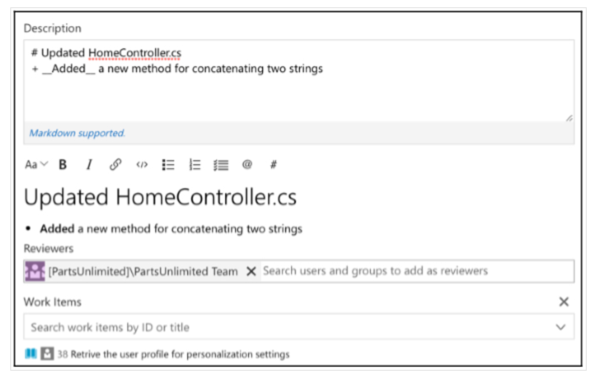 Description
# Updated HomeController.cs
+ __Added__ a new method for concatenating two strings
Markdown supported.
Aa B I </> @ #
Updated HomeController.cs
• Added a new method for concatenating two strings
Reviewers
[PartsUnlimited]\PartsUnlimited Team Search users and groups to add as reviewers
Work Items
Search work items by ID or title
38 Retrive the user profile for personalization settings